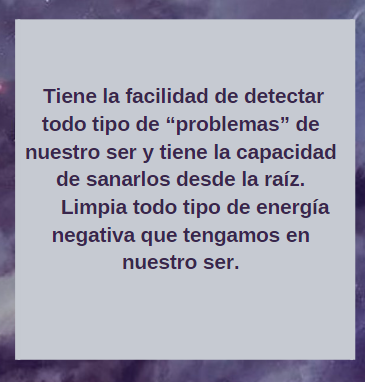 Tiene la facilidad de detectar
todo tipo de “problemas” de
nuestro ser y tiene la capacidad
de sanarlos desde la raíz.
Limpia todo tipo de energía
negativa que tengamos en
nuestro ser.